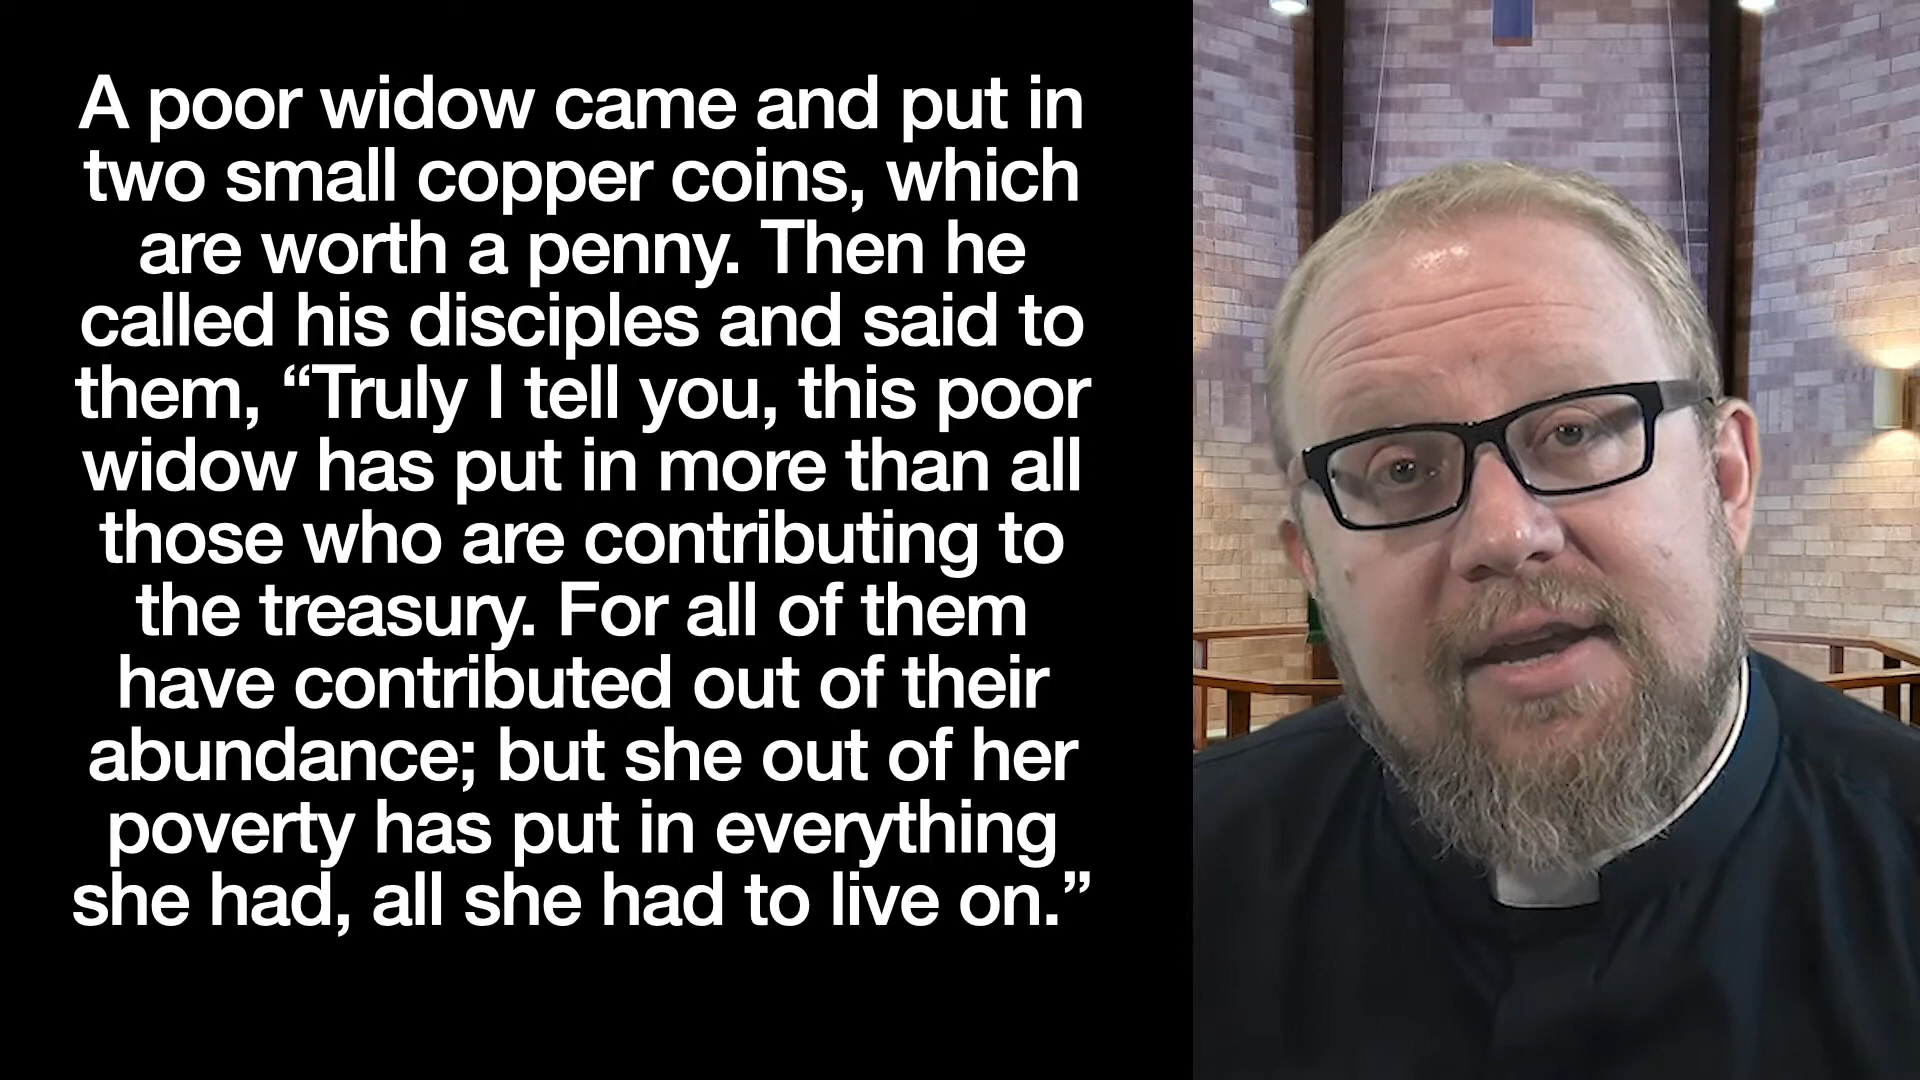 A poor widow came and put in
two small copper coins, which
are worth a penny. Then he
called his disciples and said to
them, “Truly I tell you, this poor
widow has put in more than all
those who are contributing to
the treasury. For all of them
have contributed out of their
abundance; but she out of her
poverty has put in everything
she had, all she had to live on.”